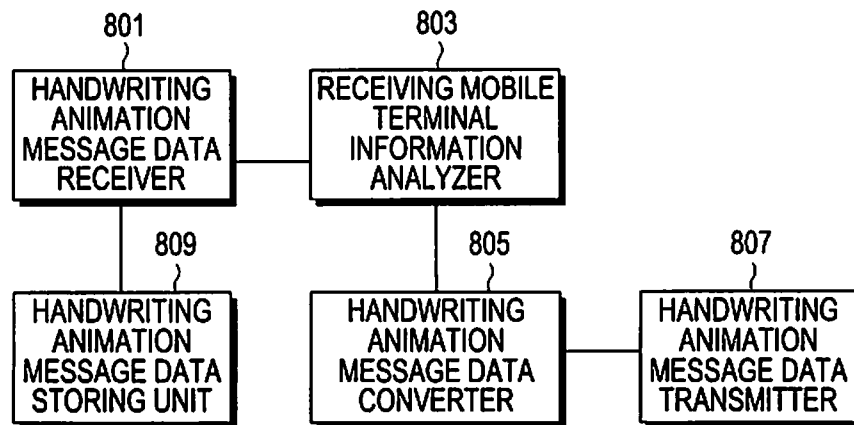 801
HANDWRITING
ANIMATION
MESSAGE DATA
RECEIVER
803
RECEIVING MOBILE
TERMINAL
INFORMATION
ANALYZER
809
HANDWRITING
ANIMATION
MESSAGE DATA
STORING UNIT
805
HANDWRITING
ANIMATION
MESSAGE DATA
CONVERTER
807
HANDWRITING
ANIMATION
MESSAGE DATA
TRANSMITTER